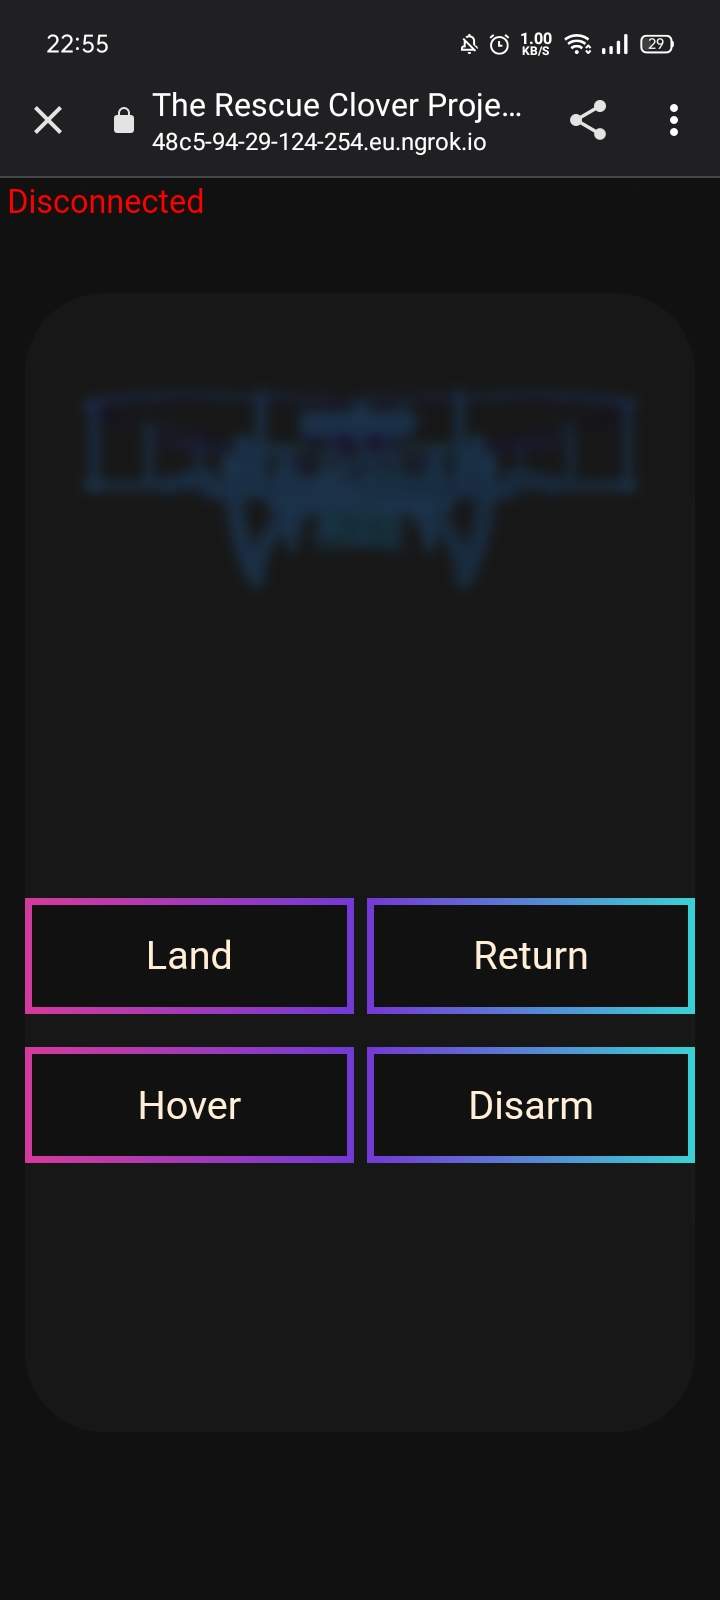 22:55
1.00
KB/S
29
The Rescue Clover Proje...
48c5-94-29-124-254.eu.ngrok.io
Disconnected
Land
Return
Hover
Disarm